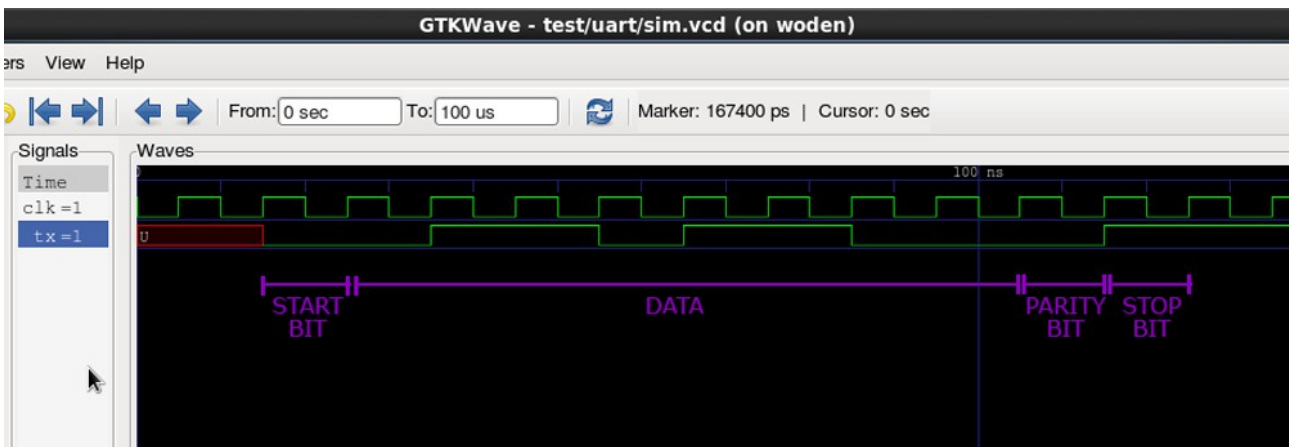 GTKWave - test/uart/sim.vcd (on woden)
ers View Help
From: 0 sec To: 100 us Marker: 167400 ps | Cursor: 0 sec
Signals Waves
Time 100 ns
clk=1
tx=1 U
START DATA PARITY STOP
BIT BIT BIT